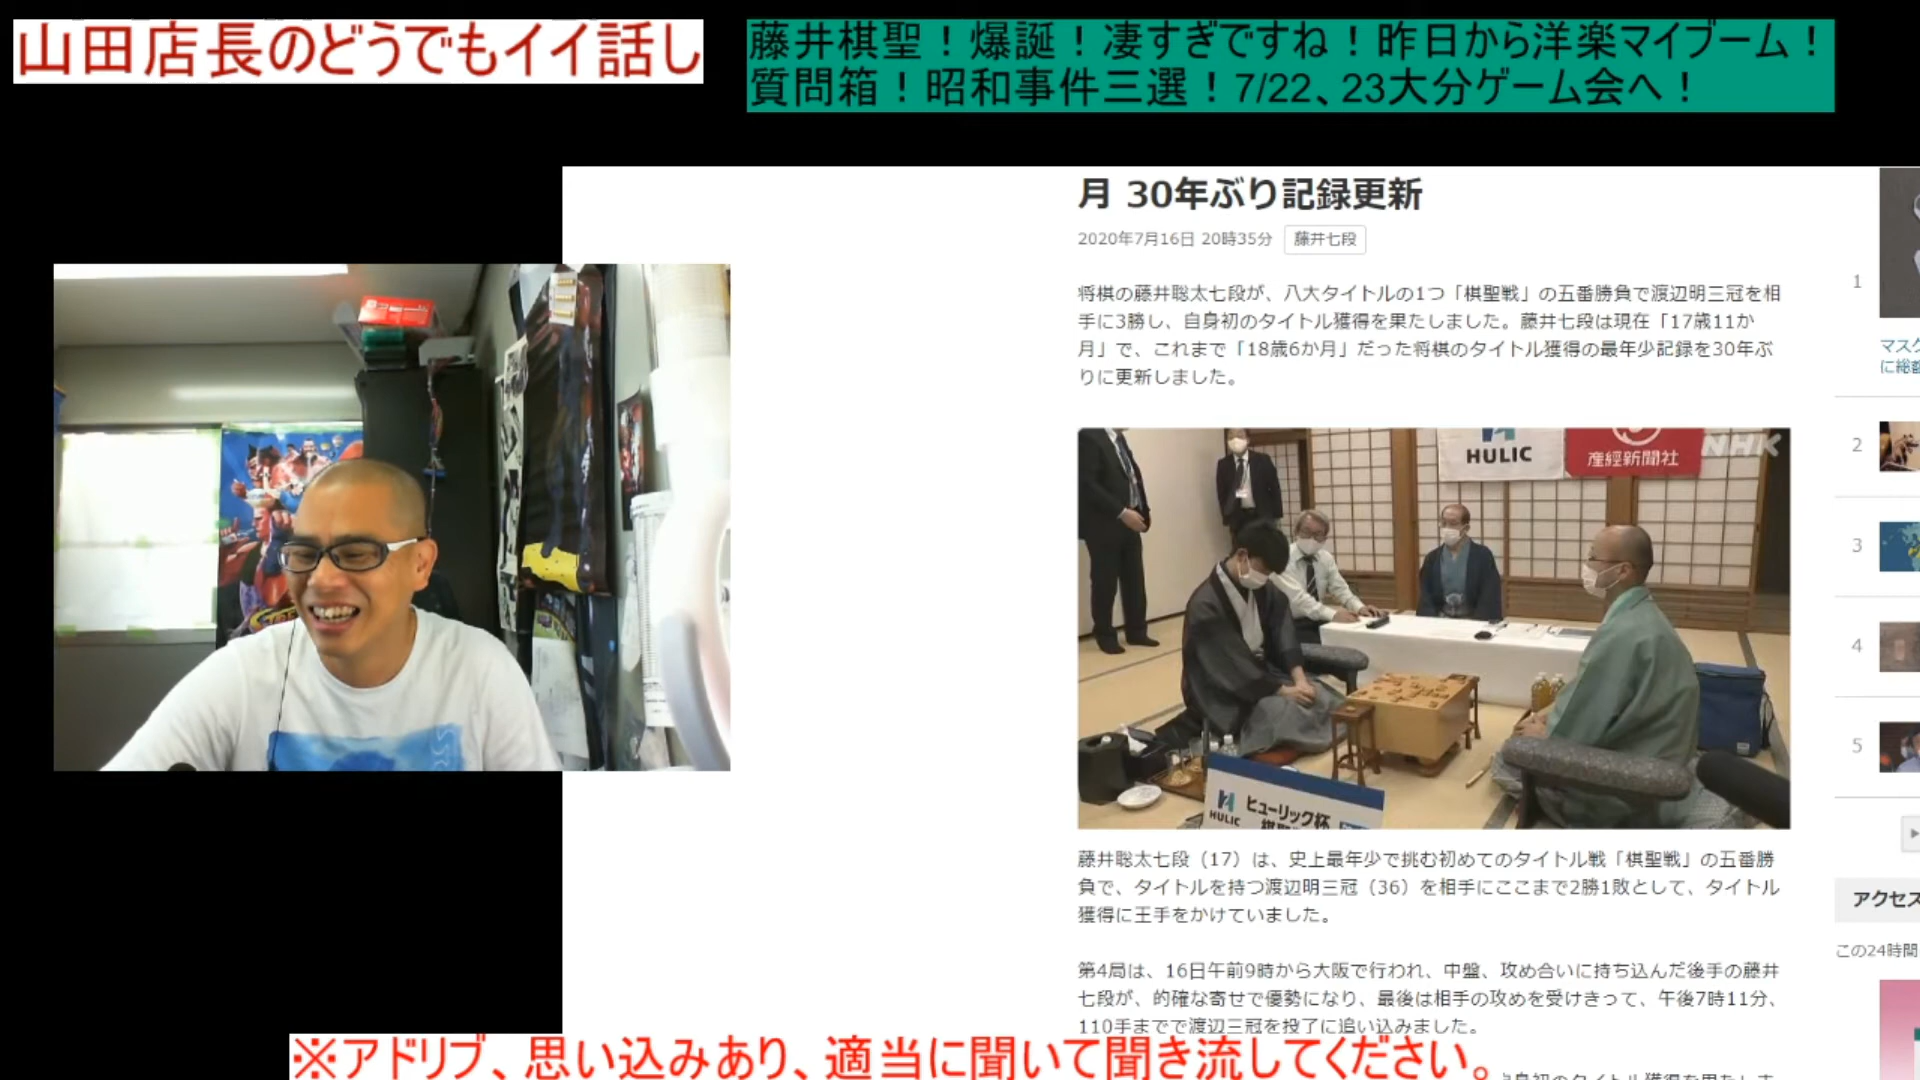 山田店長のどうでもイイ話し
藤井棋聖！爆誕！凄すぎですね！昨日から洋楽マイブーム！
質問箱！昭和事件三選！7/22、23大分ゲーム会へ！
月 30年ぶり記録更新
2020年7月16日 20時35分 藤井七段
将棋の藤井聡太七段が、八大タイトルの1つ「棋聖戦」の五番勝負で渡辺明三冠を相
手に3勝し、自身初のタイトル獲得を果たしました。藤井七段は現在「17歳11か
月」で、これまで「18歳6か月」だった将棋のタイトル獲得の最年少記録を30年ぶ
りに更新しました。
HULIC
産經新聞社
NHK
HULIC
ヒューリック杯
藤井聡太七段（17）は、史上最年少で挑む初めてのタイトル戦「棋聖戦」の五番勝
負で、タイトルを持つ渡辺明三冠（36）を相手にここまで2勝1敗として、タイトル
獲得に王手をかけていました。
第4局は、16日午前9時から大阪で行われ、中盤、攻め合いに持ち込んだ後手の藤井
七段が、的確な寄せで優勢になり、最後は相手の攻めを受けきって、午後7時11分、
110手までで渡辺三冠を投了に追い込みました。
1
マスク
に総
2
3
4
5
アクセス
この24時間
※アドリブ、思い込みあり、適当に聞いて聞き流してください。